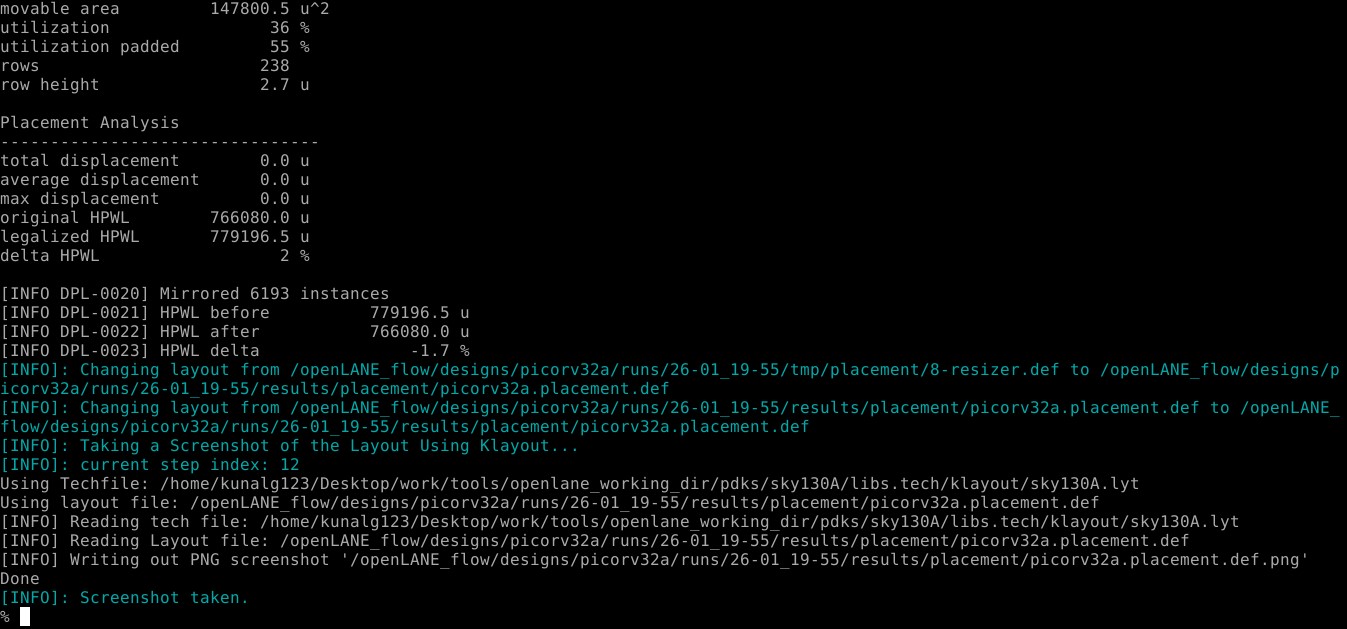 movable area         147800.5 u^2
utilization                36 %
utilization padded         55 %
rows                      238
row height                2.7 u

Placement Analysis
--------------------------------
total displacement        0.0 u
average displacement      0.0 u
max displacement          0.0 u
original HPWL        766080.0 u
legalized HPWL       779196.5 u
delta HPWL                  2 %

[INFO DPL-0020] Mirrored 6193 instances
[INFO DPL-0021] HPWL before          779196.5 u
[INFO DPL-0022] HPWL after           766080.0 u
[INFO DPL-0023] HPWL delta               -1.7 %
[INFO]: Changing layout from /openLANE_flow/designs/picorv32a/runs/26-01_19-55/tmp/placement/8-resizer.def to /openLANE_flow/designs/p
icorv32a/runs/26-01_19-55/results/placement/picorv32a.placement.def
[INFO]: Changing layout from /openLANE_flow/designs/picorv32a/runs/26-01_19-55/results/placement/picorv32a.placement.def to /openLANE_
flow/designs/picorv32a/runs/26-01_19-55/results/placement/picorv32a.placement.def
[INFO]: Taking a Screenshot of the Layout Using Klayout...
[INFO]: current step index: 12
Using Techfile: /home/kunalg123/Desktop/work/tools/openlane_working_dir/pdks/sky130A/libs.tech/klayout/sky130A.lyt
Using layout file: /openLANE_flow/designs/picorv32a/runs/26-01_19-55/results/placement/picorv32a.placement.def
[INFO] Reading tech file: /home/kunalg123/Desktop/work/tools/openlane_working_dir/pdks/sky130A/libs.tech/klayout/sky130A.lyt
[INFO] Reading Layout file: /openLANE_flow/designs/picorv32a/runs/26-01_19-55/results/placement/picorv32a.placement.def
[INFO] Writing out PNG screenshot '/openLANE_flow/designs/picorv32a/runs/26-01_19-55/results/placement/picorv32a.placement.def.png'
Done
[INFO]: Screenshot taken.
%